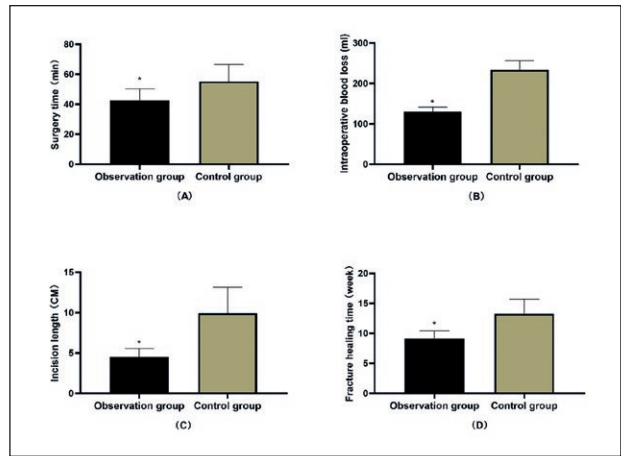 Surgery time (min)
80
60
40
20
0
*
Observation group Control group
(A)
Intraoperative blood loss (ml)
300
200
100
0
*
Observation group Control group
(B)
Incision length (CM)
15
10
5
0
*
Observation group Control group
(C)
Fracture healing time (week)
20
15
10
5
0
*
Observation group Control group
(D)